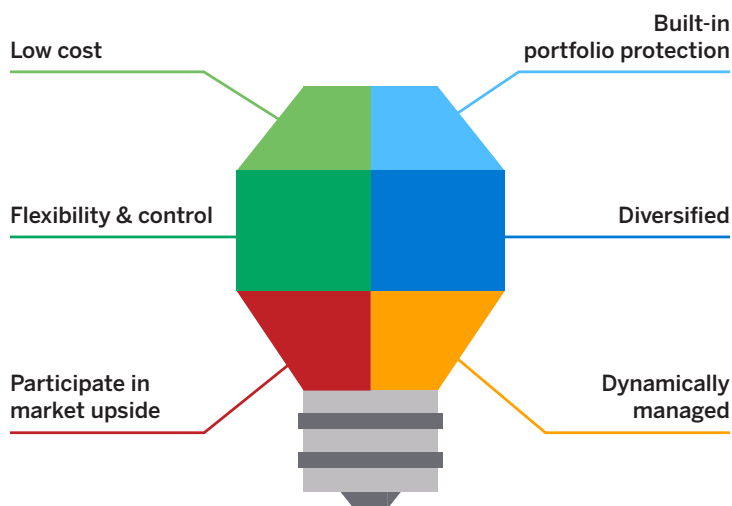 Low cost
Built-in
portfolio protection
Flexibility & control
Diversified
Participate in
market upside
Dynamically
managed